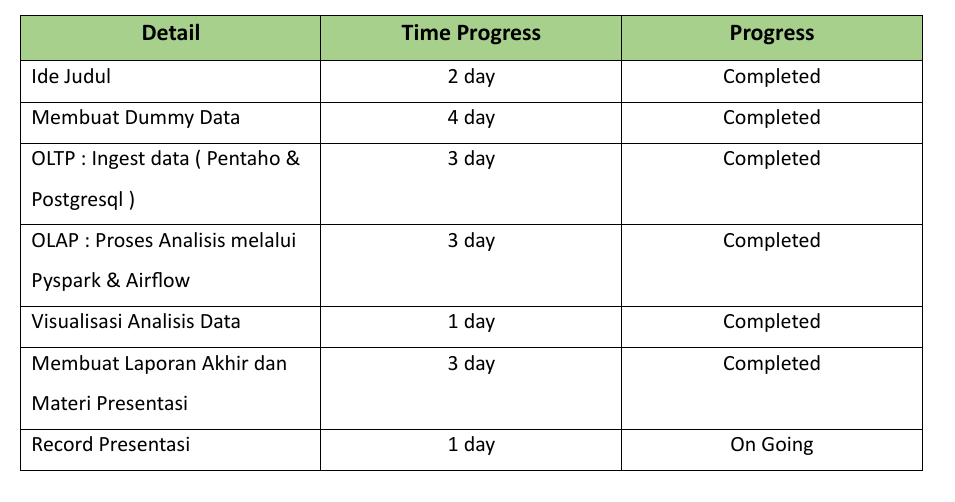 Detail Time Progress Progress
Ide Judul 2 day Completed
Membuat Dummy Data 4 day Completed
OLTP : Ingest data ( Pentaho & 3 day Completed
Postgresql )
OLAP : Proses Analisis melalui 3 day Completed
Pyspark & Airflow
Visualisasi Analisis Data 1 day Completed
Membuat Laporan Akhir dan 3 day Completed
Materi Presentasi
Record Presentasi 1 day On Going